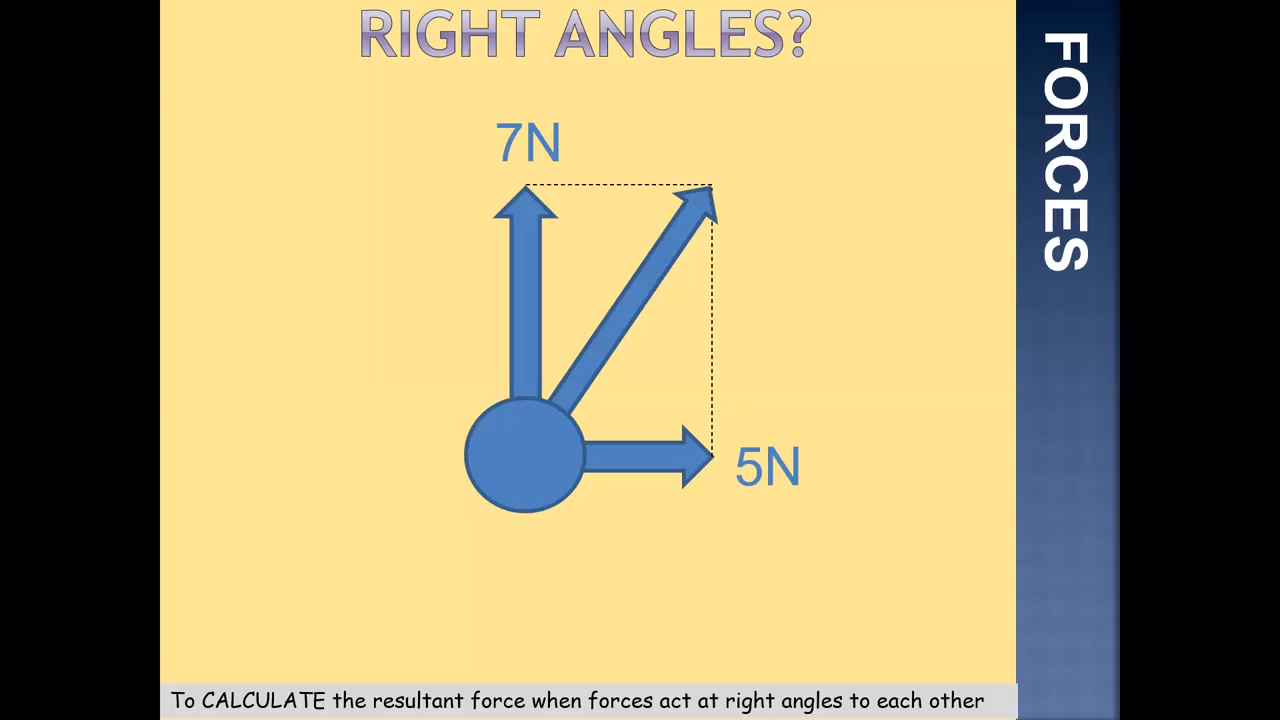 RIGHT ANGLES?
7N
5N
FORCES
To CALCULATE the resultant force when forces act at right angles to each other